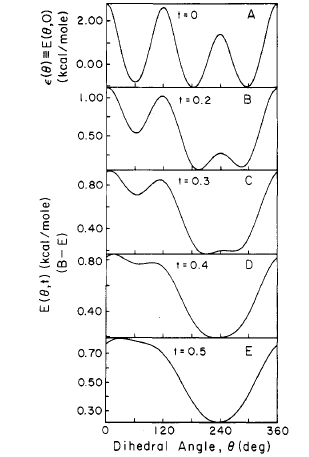 ε(θ)≡E(θ,0)
(kcal/mole)
2.00
0.00
t=0
A
1.00
0.50
t=0.2
B
E(θ,t) (kcal/mole)
(B-E)
0.80
0.40
t=0.3
C
0.80
0.40
t=0.4
D
0.70
0.50
0.30
t=0.5
E
0
120
240
360
Dihedral Angle, θ(deg)